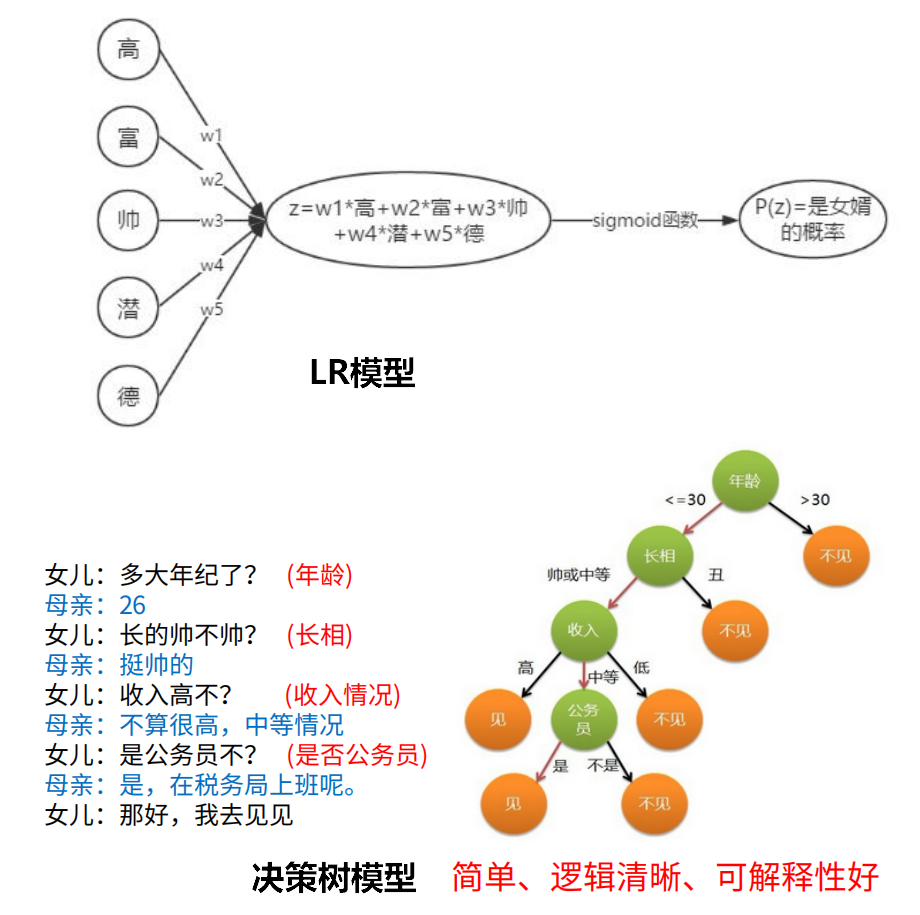 高
富
帅
潜
德
w1
w2
w3
w4
w5
z=w1*高+w2*富+w3*帅
+w4*潜+w5*德
sigmoid函数
P(z)=是女婿
的概率
LR模型
女儿：多大年纪了？ (年龄)
母亲：26
女儿：长的帅不帅？ (长相)
母亲：挺帅的
女儿：收入高不？ (收入情况)
母亲：不算很高，中等情况
女儿：是公务员不？ (是否公务员)
母亲：是，在税务局上班呢。
女儿：那好，我去见见
年龄
<=30
>30
长相
不见
帅或中等
丑
收入
不见
高
中等
低
见
公务
员
不见
是
不是
见
不见
决策树模型 简单、逻辑清晰、可解释性好